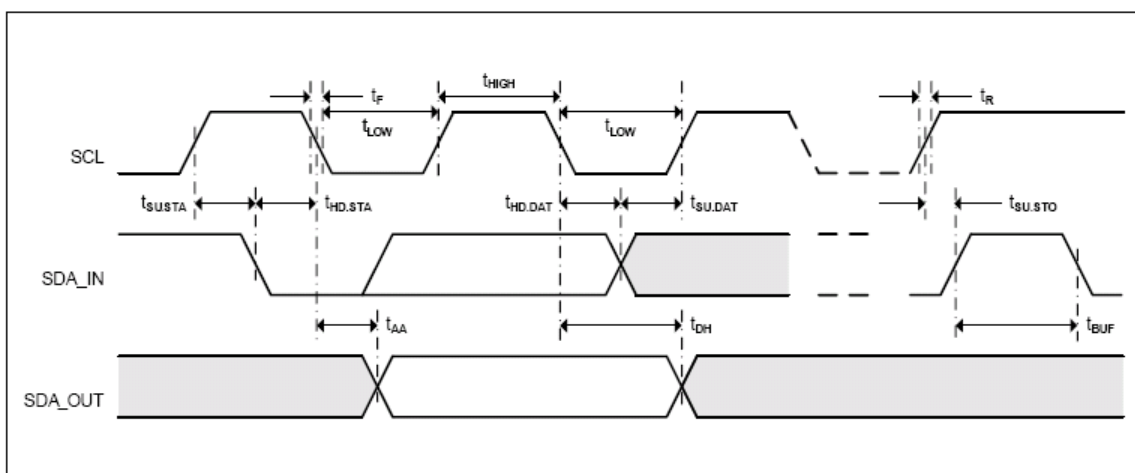 tHIGH
tF
tR
tLOW
tLOW
SCL
tSU.STA
tHD.STA
tHD.DAT
tSU.DAT
tSU.STO
SDA_IN
tAA
tDH
tBUF
SDA_OUT